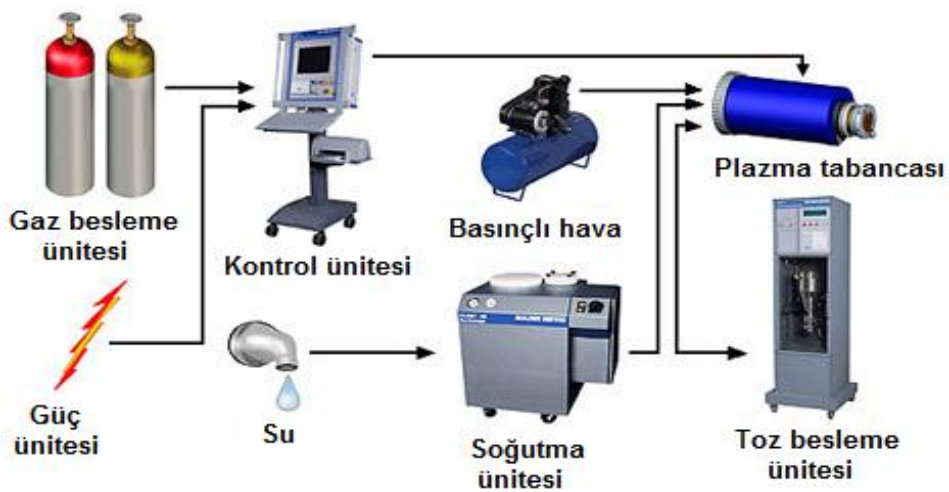 Gaz besleme
ünitesi
Kontrol ünitesi
Basınçlı hava
Plazma tabancası
Güç
ünitesi
Su
Soğutma
ünitesi
Toz besleme
ünitesi